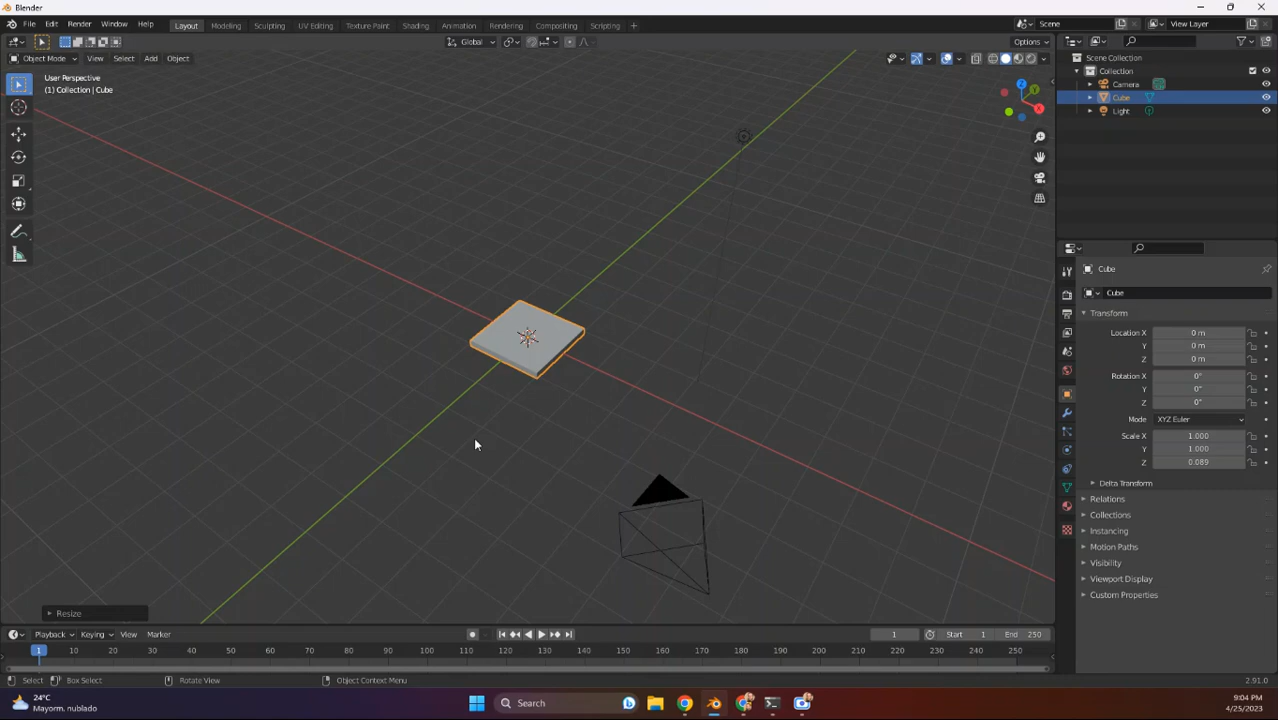 Blender
File Edit Render Window Help Layout Modeling Sculpting UV Editing Texture Paint Shading Animation Rendering Compositing Scripting + Scene View Layer
Global Options
Object Mode View Select Add Object
User Perspective
(1) Collection | Cube
Scene Collection
Collection
Camera
Cube
Light
Z
Y
X
Cube
Cube
Transform
Location X 0 m
Y 0 m
Z 0 m
Rotation X 0°
Y 0°
Z 0°
Mode XYZ Euler
Scale X 1.000
Y 1.000
Z 0.089
Delta Transform
Relations
Collections
Instancing
Motion Paths
Visibility
Viewport Display
Custom Properties
Resize
Playback Keying View Marker 1 Start 1 End 250
1 10 20 30 40 50 60 70 80 90 100 110 120 130 140 150 160 170 180 190 200 210 220 230 240 250
Select Box Select Rotate View Object Context Menu 2.91.0
24°C
Mayorm. nublado
Search
9:04 PM
4/25/2023